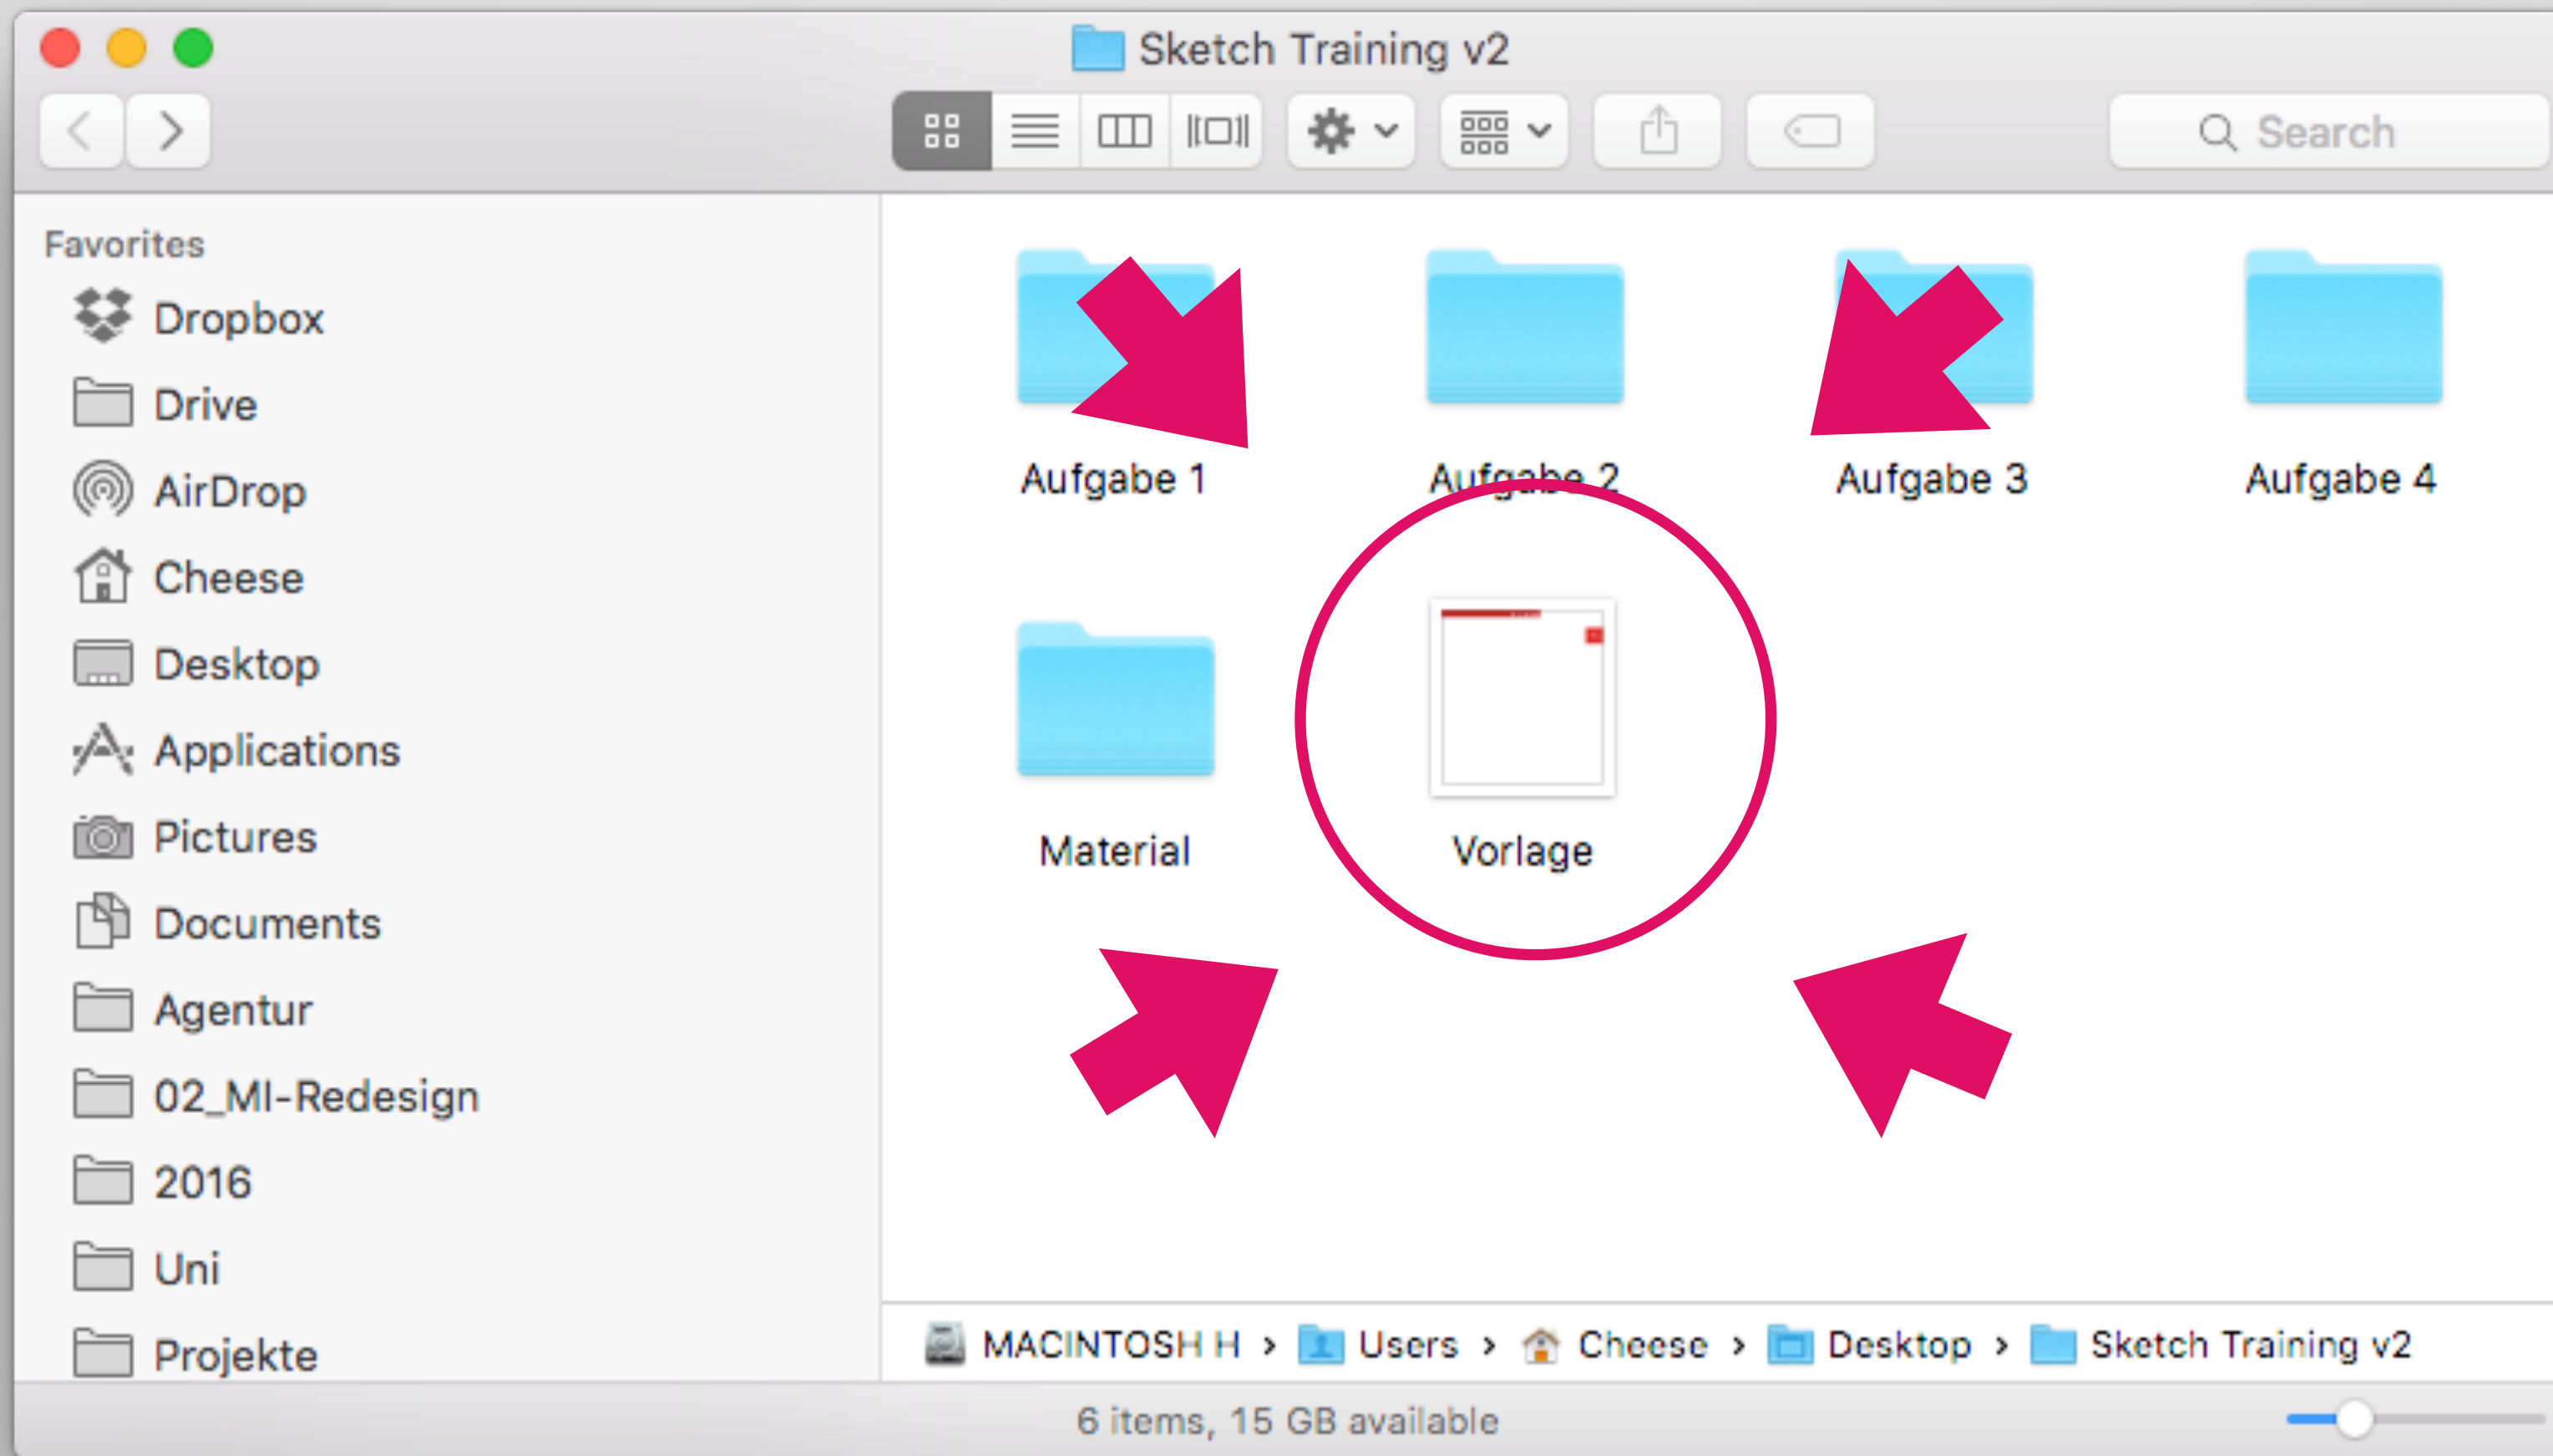 Sketch Training v2
Search
Favorites
Dropbox
Drive
AirDrop
Cheese
Desktop
Applications
Pictures
Documents
Agentur
02_MI-Redesign
2016
Uni
Projekte
Aufgabe 1 Aufgabe 2 Aufgabe 3 Aufgabe 4
Material Vorlage
MACINTOSH H › Users › Cheese › Desktop › Sketch Training v2
6 items, 15 GB available